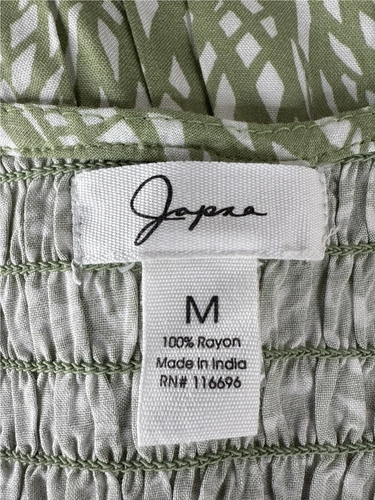 Japna
M
100% Rayon
Made in India
RN# 116696